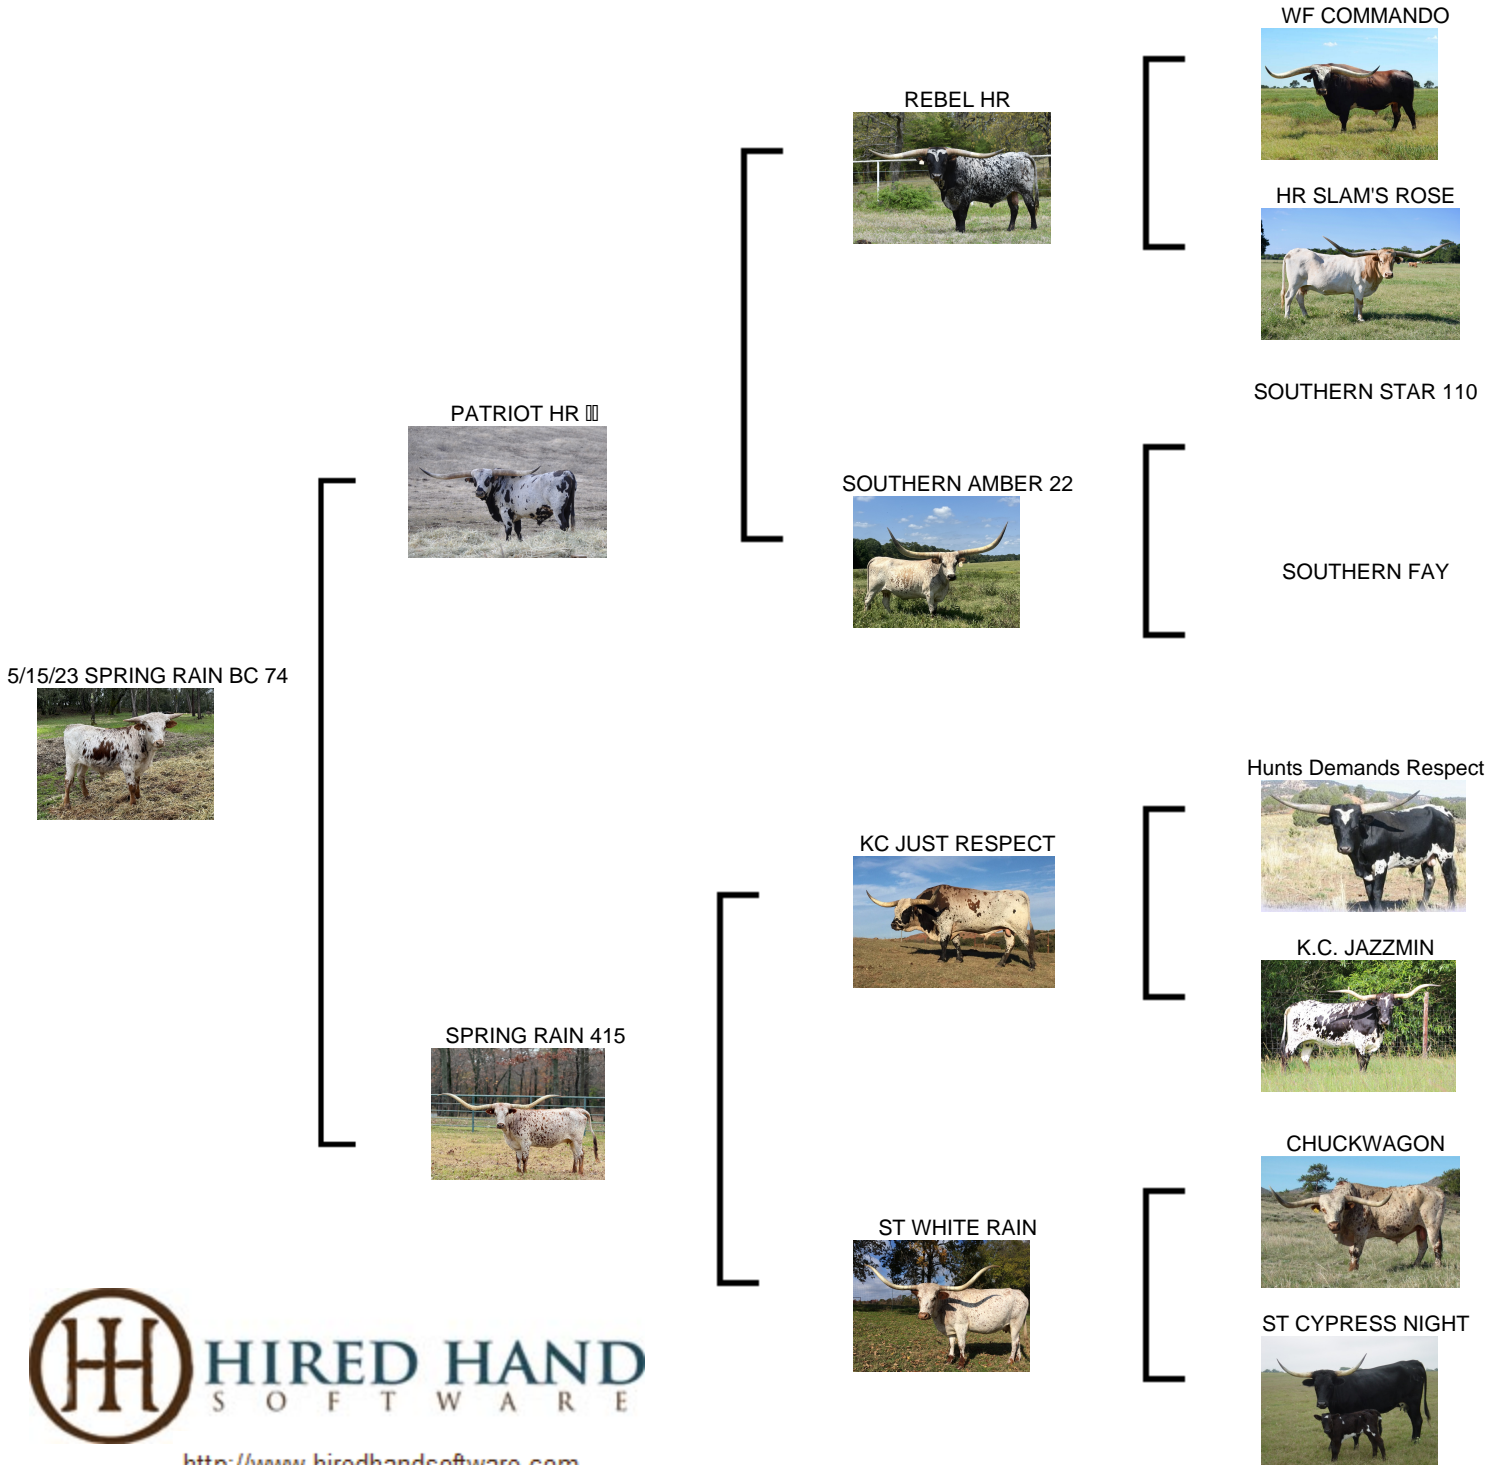 WF COMMANDO
REBEL HR
HR SLAM'S ROSE
SOUTHERN STAR 110
PATRIOT HR
SOUTHERN AMBER 22
SOUTHERN FAY
5/15/23 SPRING RAIN BC 74
Hunts Demands Respect
KC JUST RESPECT
K.C. JAZZMIN
SPRING RAIN 415
CHUCKWAGON
ST WHITE RAIN
ST CYPRESS NIGHT
HIRED HAND
SOFTWARE
http://www.hiredhandsoftware.com